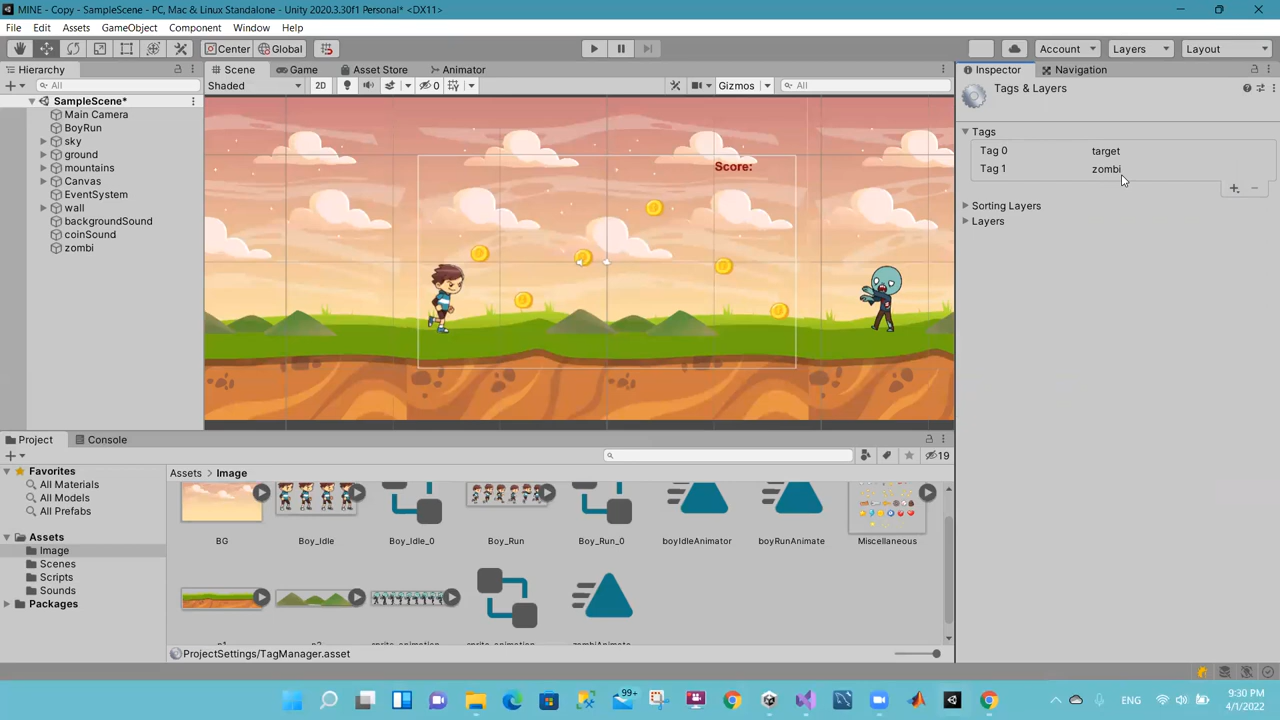 MINE - Copy - SampleScene - PC, Mac & Linux Standalone - Unity 2020.3.30f1 Personal* <DX11>
File Edit Assets GameObject Component Window Help
Center Global Account Layers Layout
Hierarchy
All
SampleScene*
Main Camera
BoyRun
sky
ground
mountains
Canvas
EventSystem
wall
backgroundSound
coinSound
zombi
Scene Game Asset Store Animator
Shaded 2D 0 Gizmos All
Score:
Inspector Navigation
Tags & Layers
Tags
Tag 0 target
Tag 1 zombi
Sorting Layers
Layers
Project Console
19
Favorites
All Materials
All Models
All Prefabs
Assets
Image
Scenes
Scripts
Sounds
Packages
Assets > Image
BG Boy_Idle Boy_Idle_0 Boy_Run Boy_Run_0 boyIdleAnimator boyRunAnimate Miscellaneous
ProjectSettings/TagManager.asset
99+
ENG
9:30 PM
4/1/2022